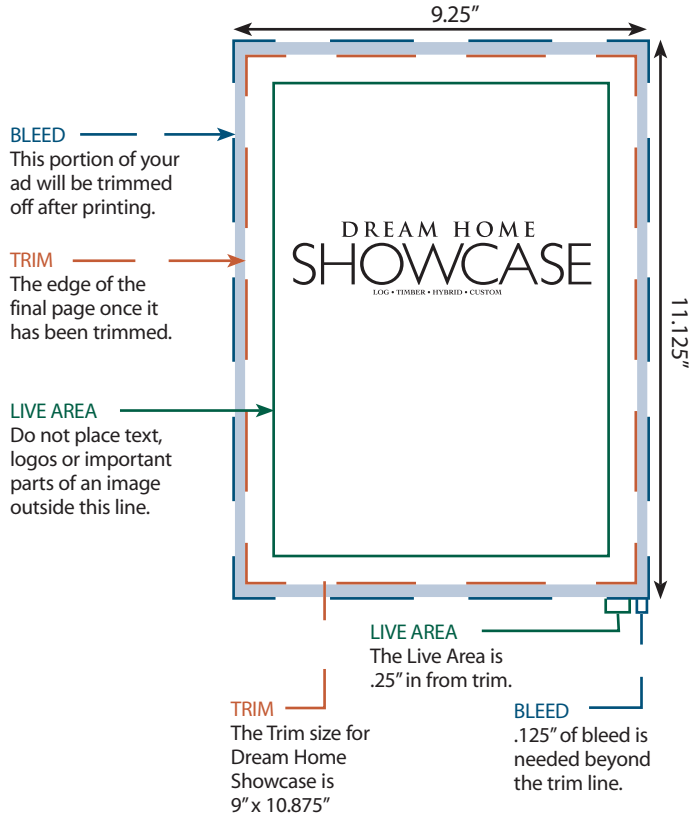 9.25”
BLEED
This portion of your
ad will be trimmed
off after printing.
TRIM
The edge of the
final page once it
has been trimmed.
LIVE AREA
Do not place text,
logos or important
parts of an image
outside this line.
DREAM HOME
SHOWCASE
LOG • TIMBER • HYBRID • CUSTOM
11.125”
LIVE AREA
The Live Area is
.25” in from trim.
TRIM
The Trim size for
Dream Home
Showcase is
9” x 10.875”
BLEED
.125” of bleed is
needed beyond
the trim line.